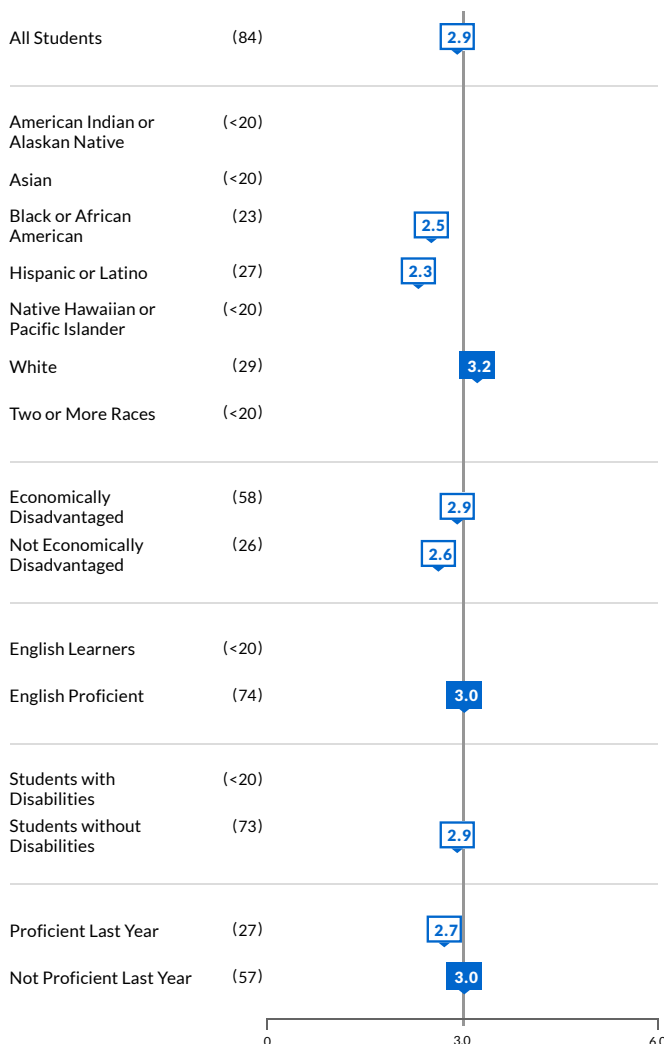 All Students (84) 2.9
American Indian or
Alaskan Native (<20)
Asian (<20)
Black or African
American (23) 2.5
Hispanic or Latino (27) 2.3
Native Hawaiian or
Pacific Islander (<20)
White (29) 3.2
Two or More Races (<20)
Economically
Disadvantaged (58) 2.9
Not Economically
Disadvantaged (26) 2.6
English Learners (<20)
English Proficient (74) 3.0
Students with
Disabilities (<20)
Students without
Disabilities (73) 2.9
Proficient Last Year (27) 2.7
Not Proficient Last Year (57) 3.0
0 3.0 6.0